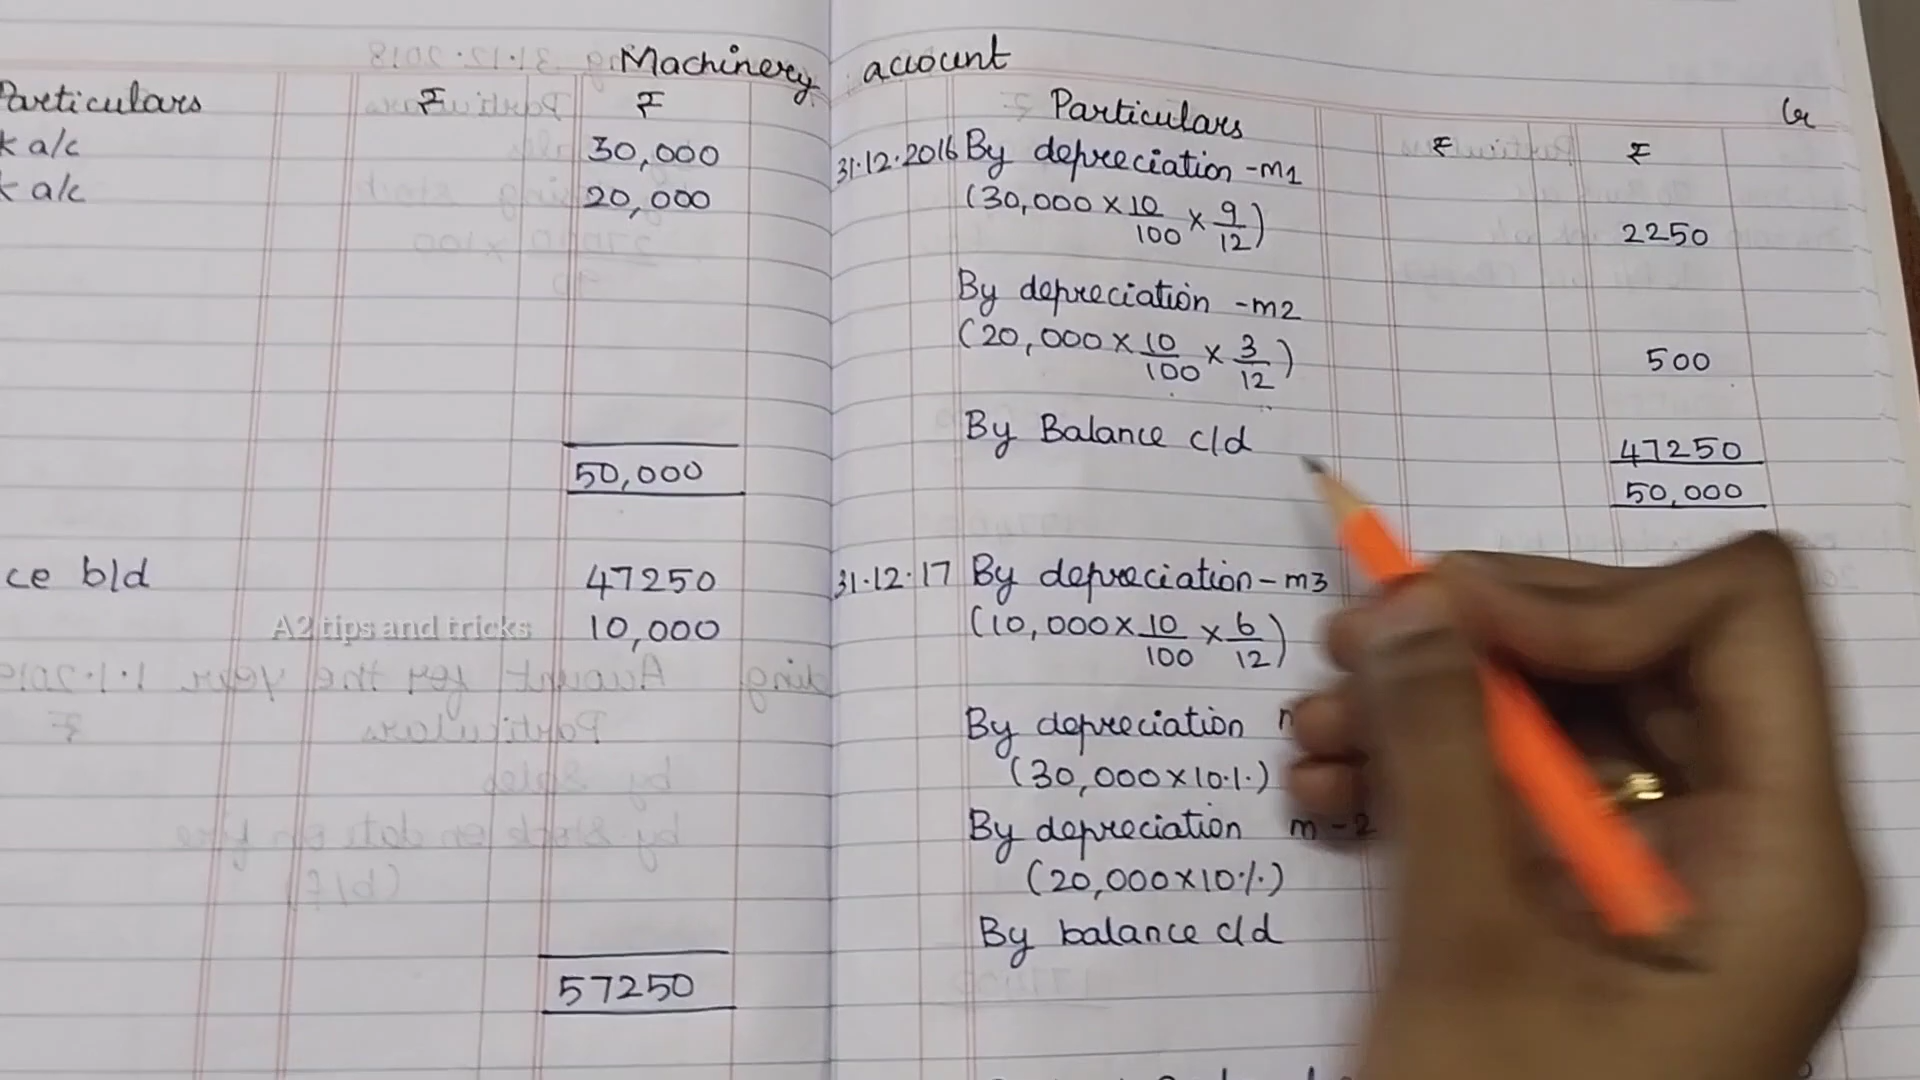 Machinery account
Particulars ₹ ₹
k a/c 30,000
k a/c 20,000
50,000
ce b/d 47250
10,000
57250
A2 tips and tricks
Particulars ₹ ₹ Cr
31.12.2016 By depreciation -m1
(30,000 × 10/100 × 9/12) 2250
By depreciation -m2
(20,000 × 10/100 × 3/12) 500
By Balance c/d 47250
50,000
31.12.17 By depreciation - m3
(10,000 × 10/100 × 6/12)
By depreciation
(30,000×10%)
By depreciation m-2
(20,000×10%)
By balance c/d